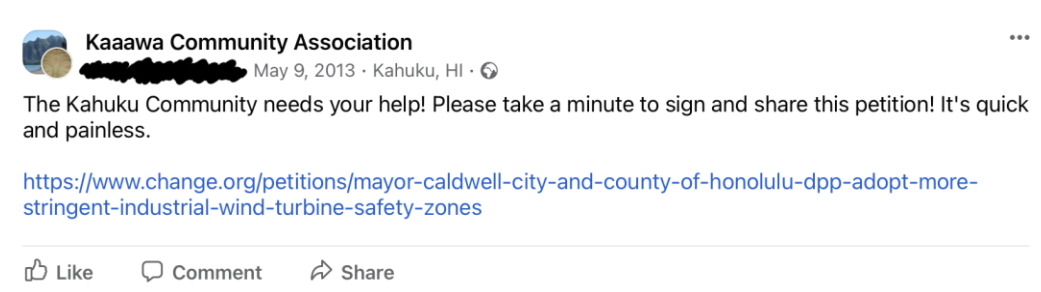 Kaaawa Community Association
May 9, 2013 · Kahuku, HI ·
The Kahuku Community needs your help! Please take a minute to sign and share this petition! It's quick
and painless.
https://www.change.org/petitions/mayor-caldwell-city-and-county-of-honolulu-dpp-adopt-more-
stringent-industrial-wind-turbine-safety-zones
Like Comment Share